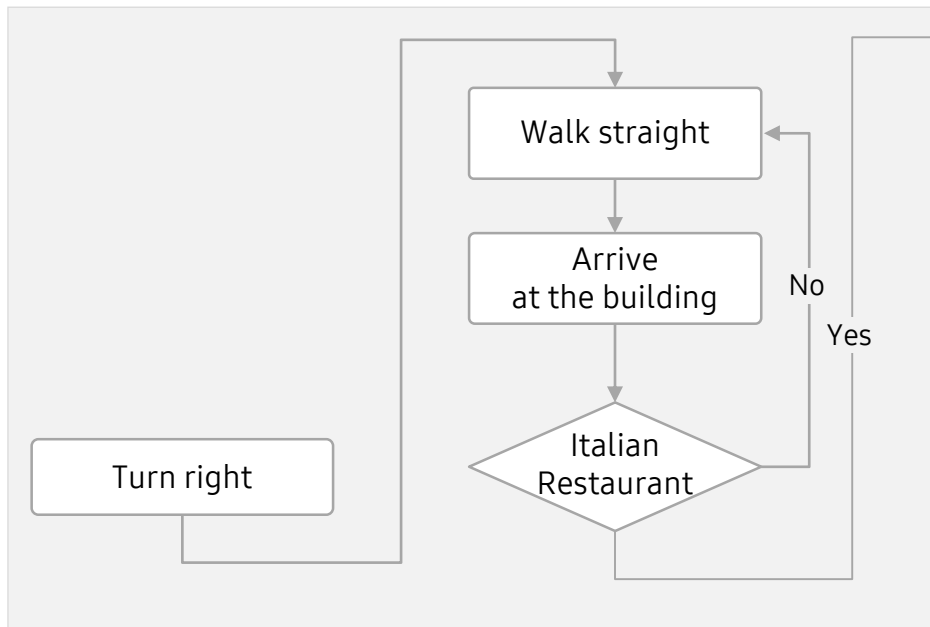 Walk straight
Arrive
at the building
No
Yes
Italian
Restaurant
Turn right